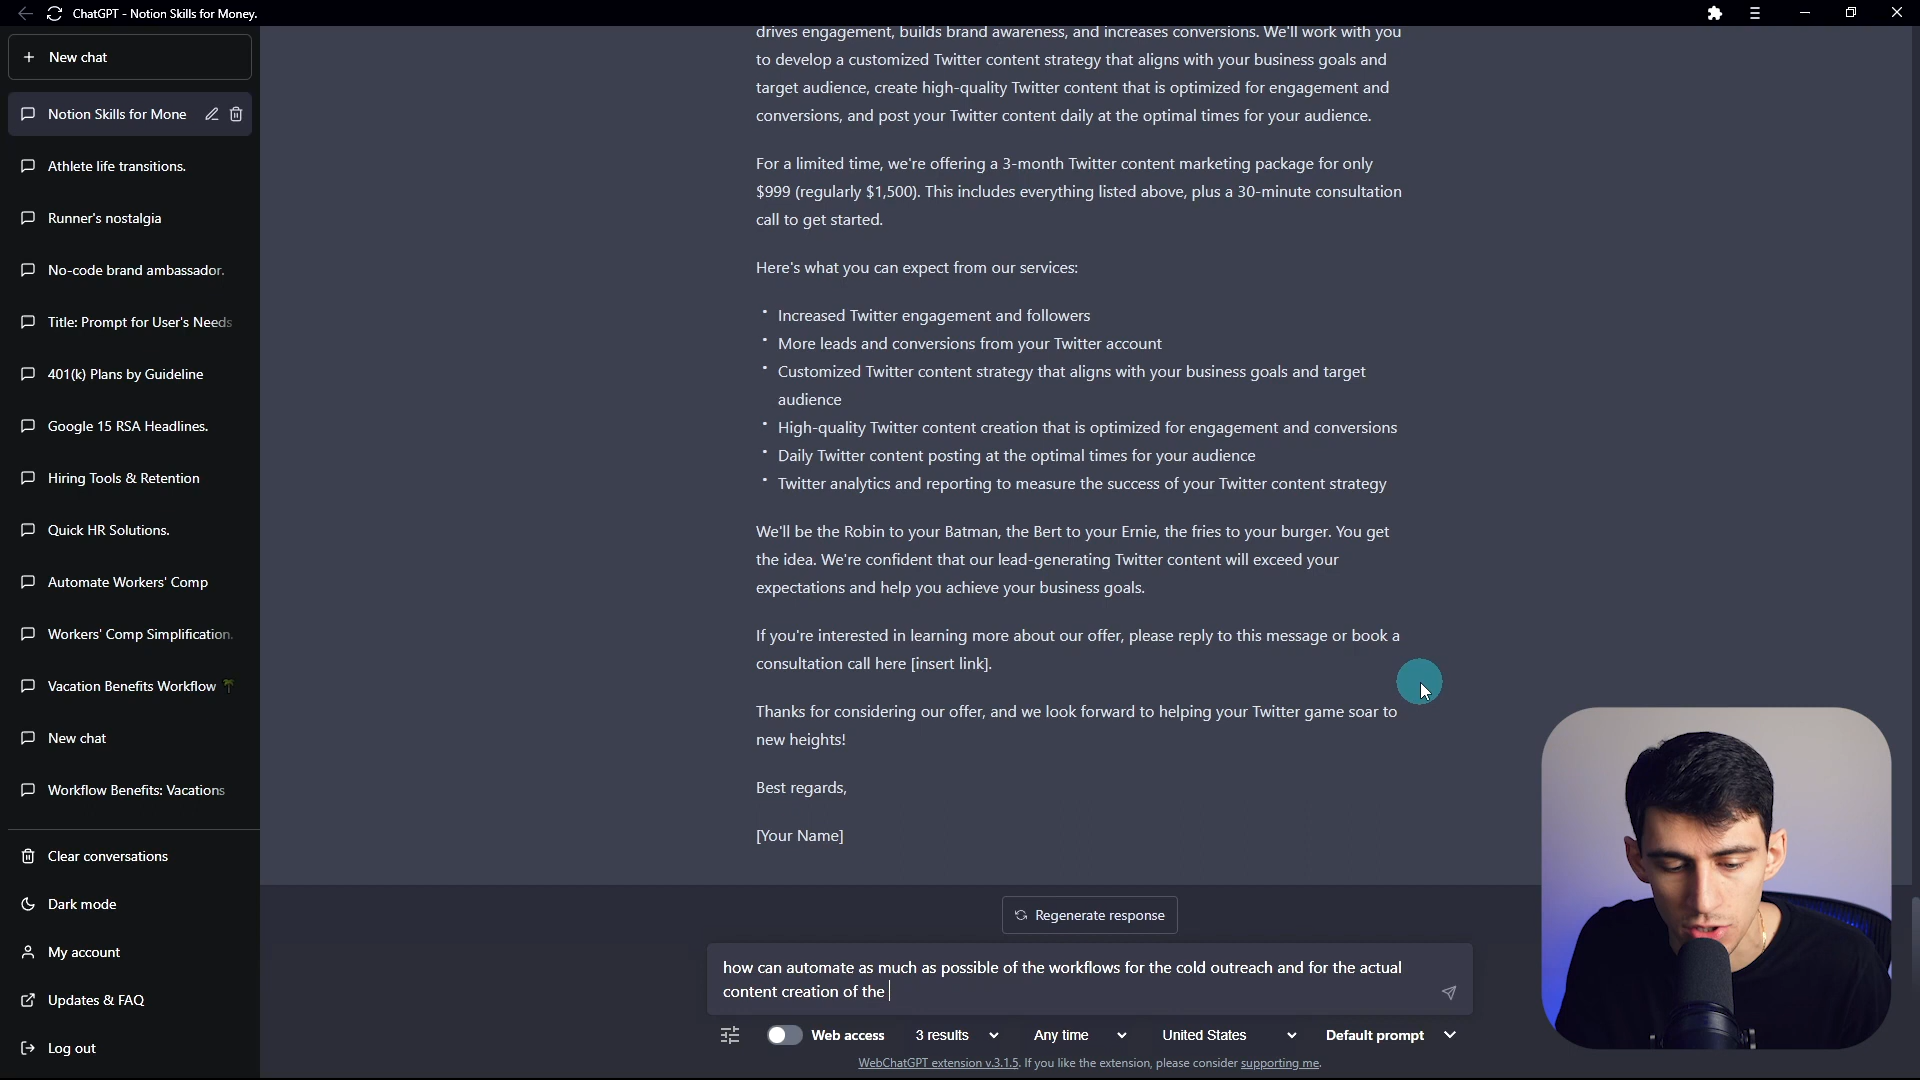 ChatGPT - Notion Skills for Money.
New chat
Notion Skills for Mone
Athlete life transitions.
Runner's nostalgia
No-code brand ambassador.
Title: Prompt for User's Needs
401(k) Plans by Guideline
Google 15 RSA Headlines.
Hiring Tools & Retention
Quick HR Solutions.
Automate Workers' Comp
Workers' Comp Simplification.
Vacation Benefits Workflow 🌴
New chat
Workflow Benefits: Vacations
Clear conversations
Dark mode
My account
Updates & FAQ
Log out
drives engagement, builds brand awareness, and increases conversions. We'll work with you
to develop a customized Twitter content strategy that aligns with your business goals and
target audience, create high-quality Twitter content that is optimized for engagement and
conversions, and post your Twitter content daily at the optimal times for your audience.
For a limited time, we're offering a 3-month Twitter content marketing package for only
$999 (regularly $1,500). This includes everything listed above, plus a 30-minute consultation
call to get started.
Here's what you can expect from our services:
• Increased Twitter engagement and followers
• More leads and conversions from your Twitter account
• Customized Twitter content strategy that aligns with your business goals and target
audience
• High-quality Twitter content creation that is optimized for engagement and conversions
• Daily Twitter content posting at the optimal times for your audience
• Twitter analytics and reporting to measure the success of your Twitter content strategy
We'll be the Robin to your Batman, the Bert to your Ernie, the fries to your burger. You get
the idea. We're confident that our lead-generating Twitter content will exceed your
expectations and help you achieve your business goals.
If you're interested in learning more about our offer, please reply to this message or book a
consultation call here [insert link].
Thanks for considering our offer, and we look forward to helping your Twitter game soar to
new heights!
Best regards,
[Your Name]
Regenerate response
how can automate as much as possible of the workflows for the cold outreach and for the actual
content creation of the
Web access 3 results Any time United States Default prompt
WebChatGPT extension v.3.1.5. If you like the extension, please consider supporting me.